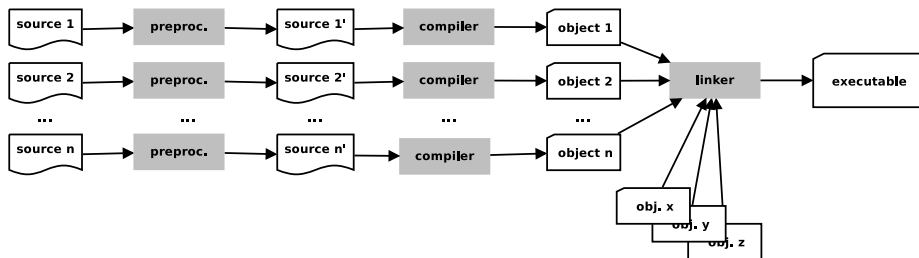 source 1 preproc. source 1' compiler object 1
source 2 preproc. source 2' compiler object 2 linker executable
... ... ... ... ...
source n preproc. source n' compiler object n
obj. x
obj. y
obj. z